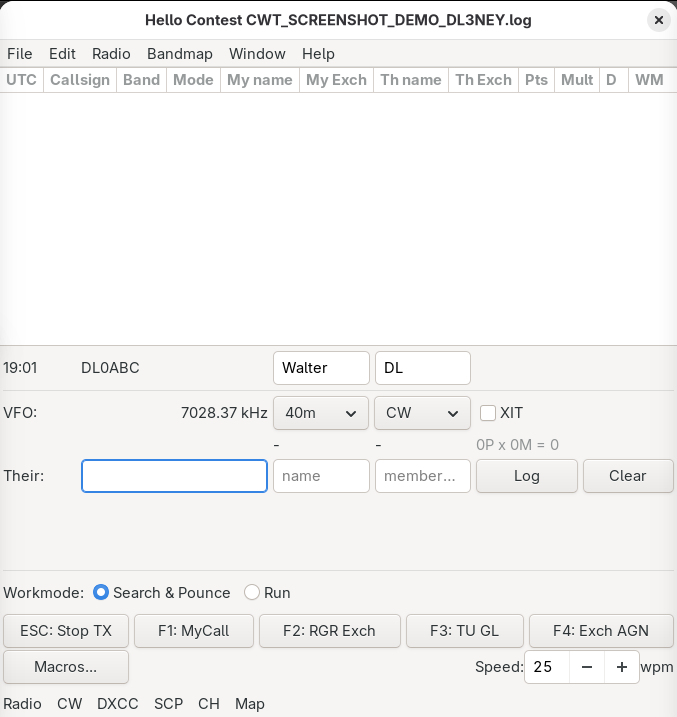 Hello Contest CWT_SCREENSHOT_DEMO_DL3NEY.log
File Edit Radio Bandmap Window Help
UTC Callsign Band Mode My name My Exch Th name Th Exch Pts Mult D WM
19:01 DL0ABC Walter DL
VFO: 7028.37 kHz 40m CW XIT
- - 0P x 0M = 0
Their: name member... Log Clear
Workmode: Search & Pounce Run
ESC: Stop TX F1: MyCall F2: RGR Exch F3: TU GL F4: Exch AGN
Macros... Speed: 25 − + wpm
Radio CW DXCC SCP CH Map